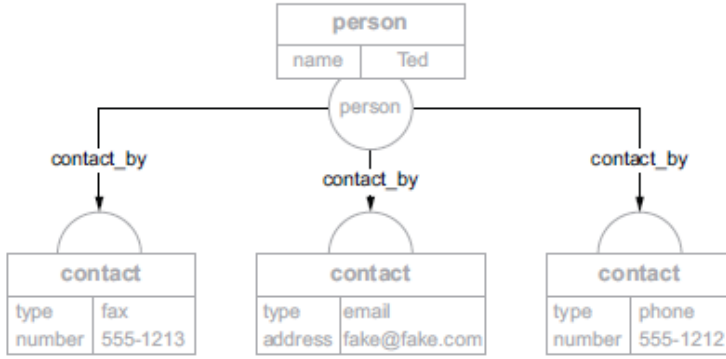 person
name Ted
person
contact_by contact_by
contact_by
contact contact contact
type fax type email type phone
number 555-1213 address fake@fake.com number 555-1212